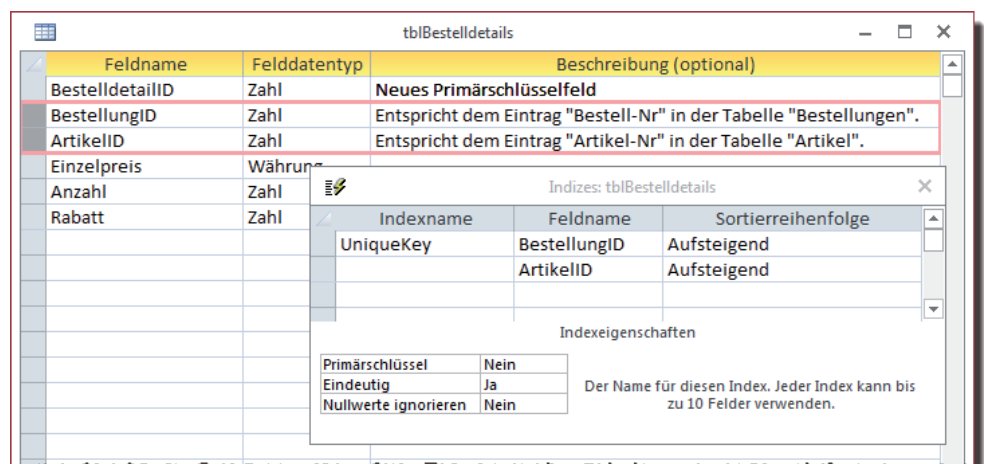 tblBestelldetails
Feldname Felddatentyp Beschreibung (optional)
BestelldetailID Zahl Neues Primärschlüsselfeld
BestellungID Zahl Entspricht dem Eintrag "Bestell-Nr" in der Tabelle "Bestellungen".
ArtikelID Zahl Entspricht dem Eintrag "Artikel-Nr" in der Tabelle "Artikel".
Einzelpreis Währung
Anzahl Zahl
Rabatt Zahl
Indizes: tblBestelldetails
Indexname Feldname Sortierreihenfolge
UniqueKey BestellungID Aufsteigend
ArtikelID Aufsteigend
Indexeigenschaften
Primärschlüssel Nein
Eindeutig Ja
Nullwerte ignorieren Nein
Der Name für diesen Index. Jeder Index kann bis
zu 10 Felder verwenden.